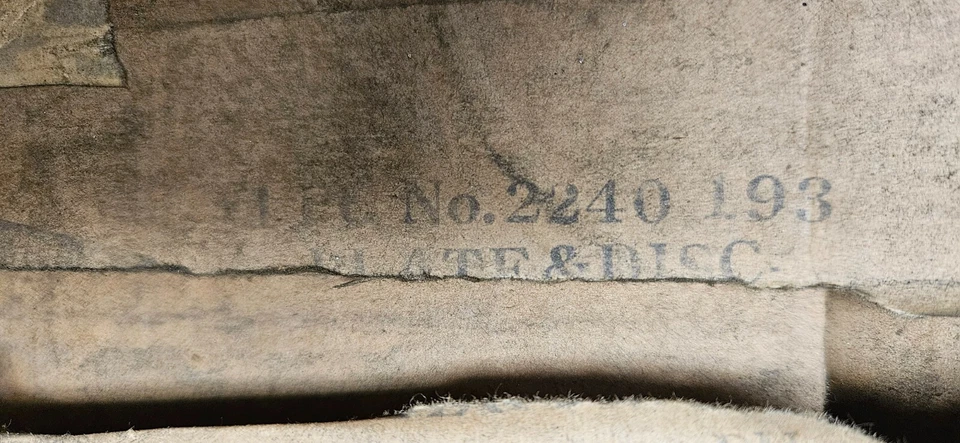 No. 2240 193
PLATE & DISC-